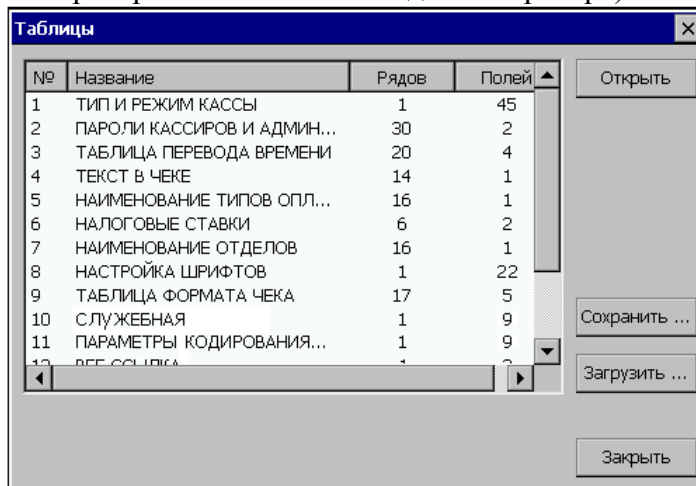 Таблицы
№ Название Рядов Полей
Открыть
1 ТИП И РЕЖИМ КАССЫ 1 45
2 ПАРОЛИ КАССИРОВ И АДМИН... 30 2
3 ТАБЛИЦА ПЕРЕВОДА ВРЕМЕНИ 20 4
4 ТЕКСТ В ЧЕКЕ 14 1
5 НАИМЕНОВАНИЕ ТИПОВ ОПЛ... 16 1
6 НАЛОГОВЫЕ СТАВКИ 6 2
7 НАИМЕНОВАНИЕ ОТДЕЛОВ 16 1
8 НАСТРОЙКА ШРИФТОВ 1 22
9 ТАБЛИЦА ФОРМАТА ЧЕКА 17 5
10 СЛУЖЕБНАЯ 1 9
11 ПАРАМЕТРЫ КОДИРОВАНИЯ... 1 9
Сохранить ...
Загрузить ...
Закрыть